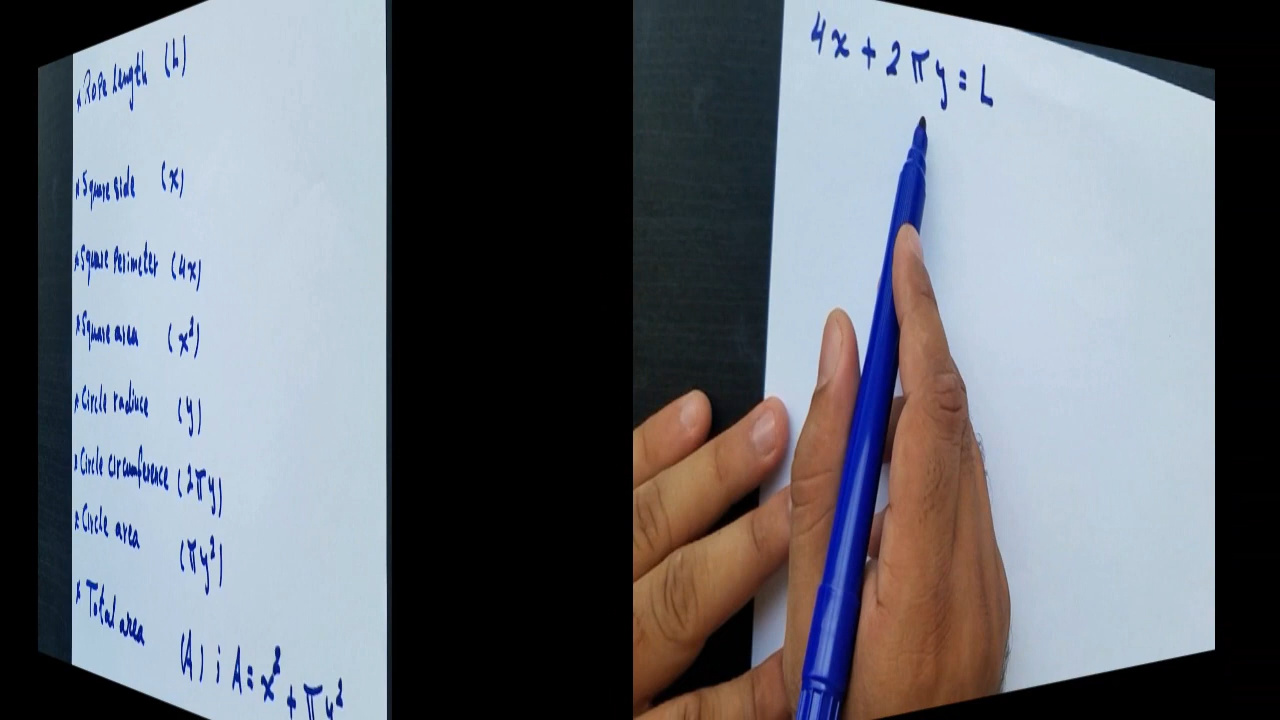 * Rope length (L)
* Square side (x)
* Square Perimeter (4x)
* Square area (x²)
* Circle radiuce (y)
* Circle circumference (2πy)
* Circle area (πy²)
* Total area (A) ; A = x² + πy²
4x + 2πy = L